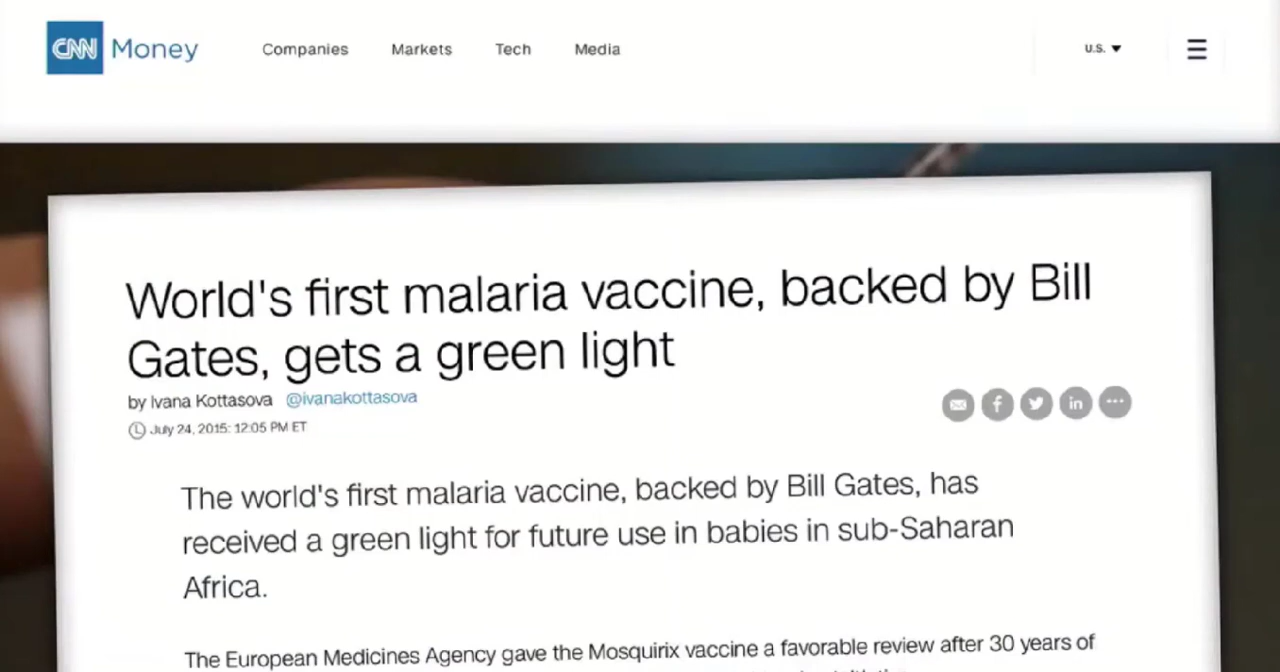 CNN Money Companies Markets Tech Media U.S.
World's first malaria vaccine, backed by Bill
Gates, gets a green light
by Ivana Kottasova @ivanakottasova
July 24, 2015: 12:05 PM ET
The world's first malaria vaccine, backed by Bill Gates, has
received a green light for future use in babies in sub-Saharan
Africa.
The European Medicines Agency gave the Mosquirix vaccine a favorable review after 30 years of